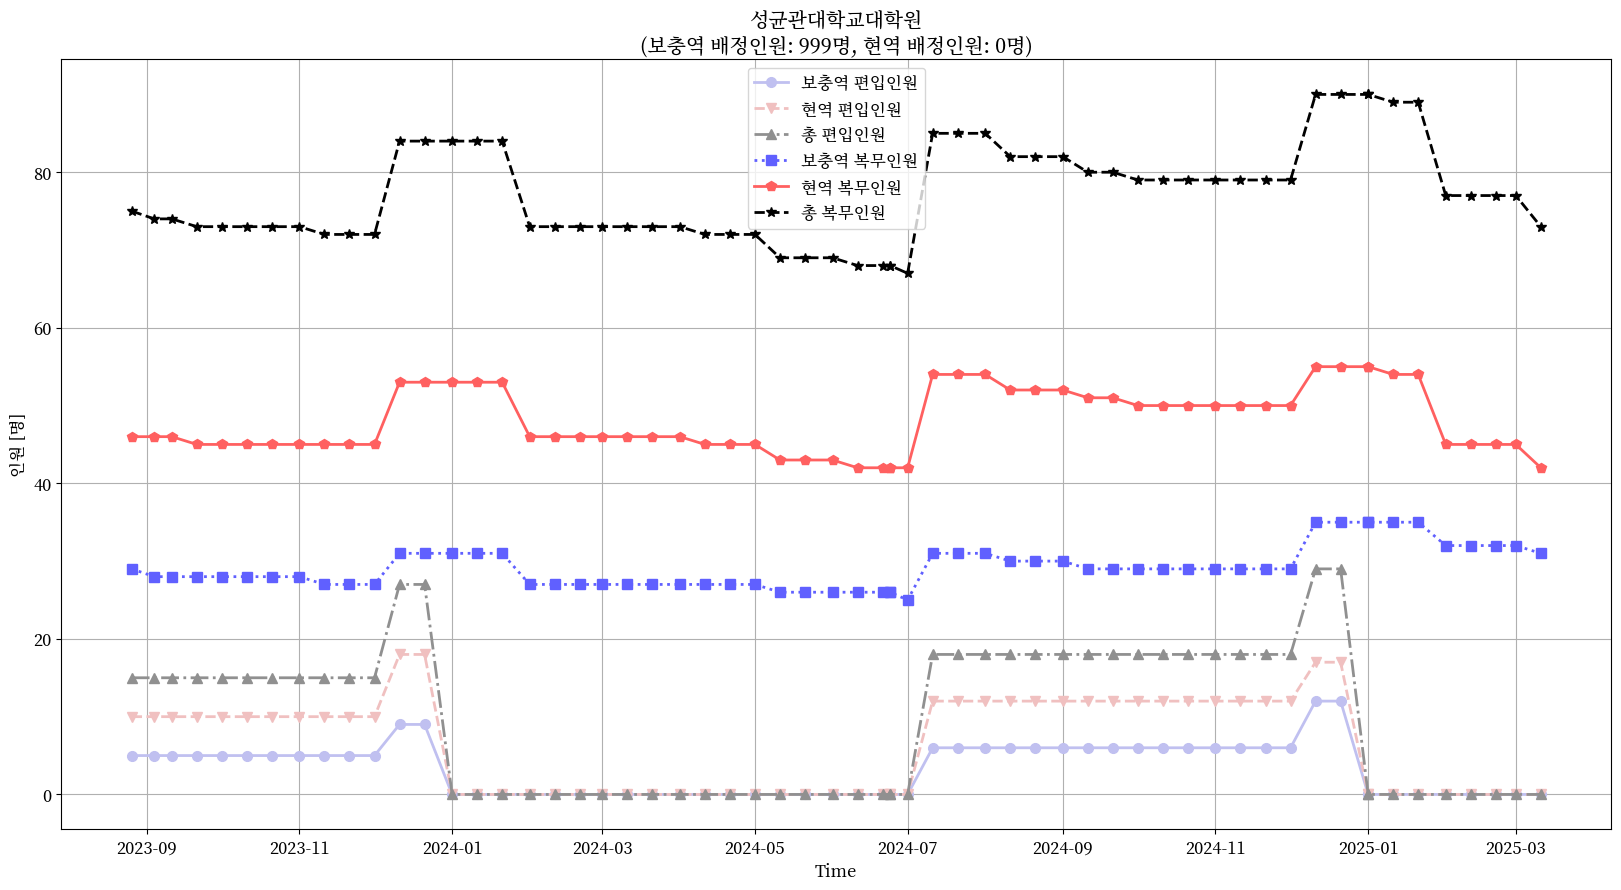 성균관대학교대학원
(보충역 배정인원: 999명, 현역 배정인원: 0명)
보충역 편입인원
현역 편입인원
총 편입인원
보충역 복무인원
현역 복무인원
총 복무인원
인원 [명]
80
60
40
20
0
2023-09
2023-11
2024-01
2024-03
2024-05
2024-07
2024-09
2024-11
2025-01
2025-03
Time